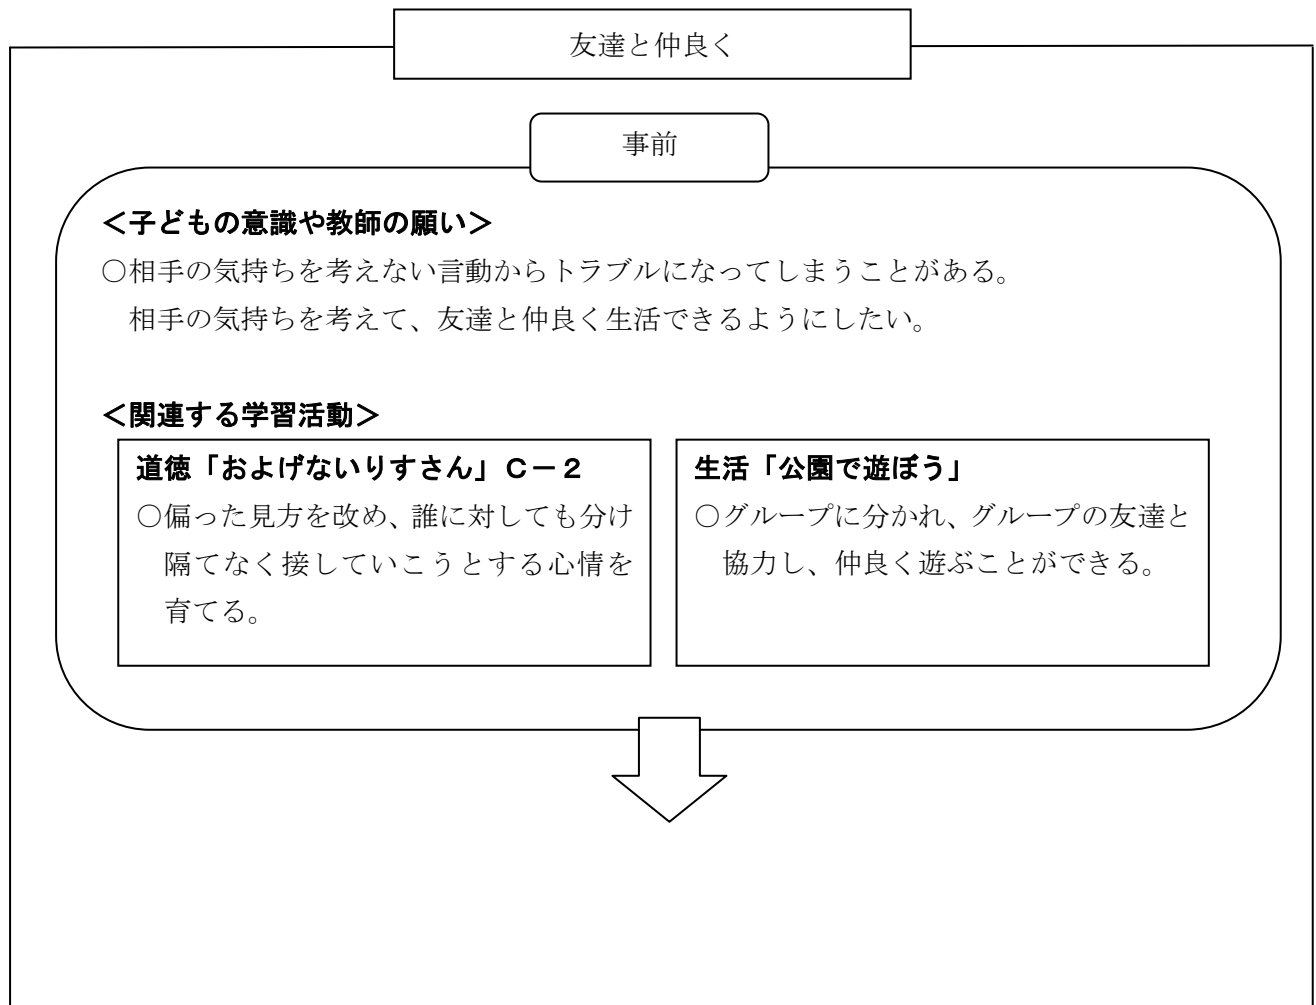 友達と仲良く
事前
＜子どもの意識や教師の願い＞
○相手の気持ちを考えない言動からトラブルになってしまうことがある。
相手の気持ちを考えて、友達と仲良く生活できるようにしたい。
＜関連する学習活動＞
道徳「およげないりすさん」Ｃ－２
○偏った見方を改め、誰に対しても分け
隔てなく接していこうとする心情を
育てる。
生活「公園で遊ぼう」
○グループに分かれ、グループの友達と
協力し、仲良く遊ぶことができる。